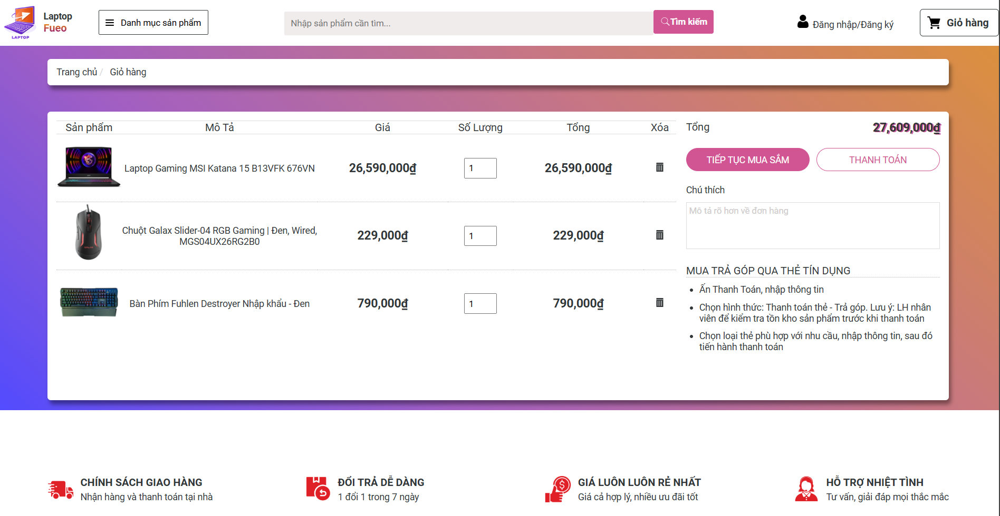 Laptop
Fueo
LAPTOP
Danh mục sản phẩm
Nhập sản phẩm cần tìm...
Tìm kiếm
Đăng nhập/Đăng ký
Giỏ hàng
Trang chủ / Giỏ hàng
Sản phẩm Mô Tả Giá Số Lượng Tổng Xóa
Laptop Gaming MSI Katana 15 B13VFK 676VN 26,590,000₫ 1 26,590,000₫
Chuột Galax Slider-04 RGB Gaming | Đen, Wired,
MGS04UX26RG2B0
229,000₫ 1 229,000₫
Bàn Phím Fuhlen Destroyer Nhập khẩu - Đen 790,000₫ 1 790,000₫
Tổng 27,609,000₫
TIẾP TỤC MUA SẮM
THANH TOÁN
Chú thích
Mô tả rõ hơn về đơn hàng
MUA TRẢ GÓP QUA THẺ TÍN DỤNG
Ấn Thanh Toán, nhập thông tin
Chọn hình thức: Thanh toán thẻ - Trả góp. Lưu ý: LH nhân
viên để kiểm tra tồn kho sản phẩm trước khi thanh toán
Chọn loại thẻ phù hợp với nhu cầu, nhập thông tin, sau đó
tiến hành thanh toán
CHÍNH SÁCH GIAO HÀNG
Nhận hàng và thanh toán tại nhà
ĐỔI TRẢ DỄ DÀNG
1 đổi 1 trong 7 ngày
GIÁ LUÔN LUÔN RẺ NHẤT
Giá cả hợp lý, nhiều ưu đãi tốt
HỖ TRỢ NHIỆT TÌNH
Tư vấn, giải đáp mọi thắc mắc